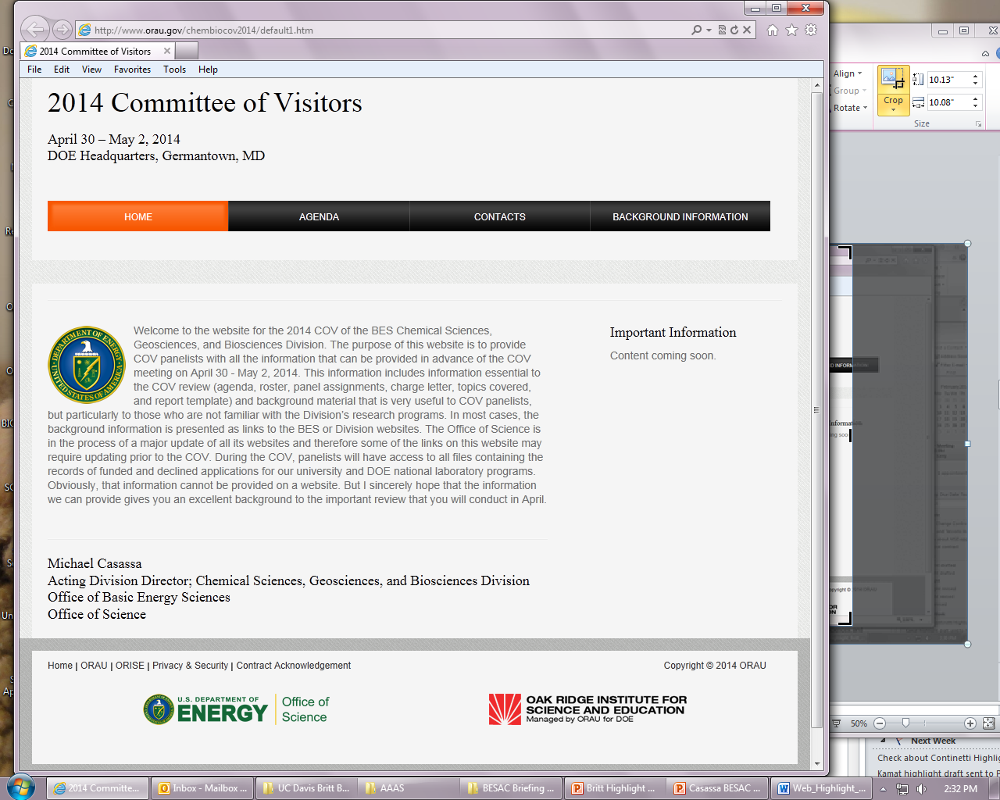 http://www.orau.gov/chembiocov2014/default1.htm
2014 Committee of Visitors
File Edit View Favorites Tools Help
2014 Committee of Visitors
April 30 – May 2, 2014
DOE Headquarters, Germantown, MD
HOME AGENDA CONTACTS BACKGROUND INFORMATION
Welcome to the website for the 2014 COV of the BES Chemical Sciences,
Geosciences, and Biosciences Division. The purpose of this website is to provide
COV panelists with all the information that can be provided in advance of the COV
meeting on April 30 - May 2, 2014. This information includes information essential to
the COV review (agenda, roster, panel assignments, charge letter, topics covered,
and report template) and background material that is very useful to COV panelists,
but particularly to those who are not familiar with the Division's research programs. In most cases, the
background information is presented as links to the BES or Division websites. The Office of Science is
in the process of a major update of all its websites and therefore some of the links on this website may
require updating prior to the COV. During the COV, panelists will have access to all files containing the
records of funded and declined applications for our university and DOE national laboratory programs.
Obviously, that information cannot be provided on a website. But I sincerely hope that the information
we can provide gives you an excellent background to the important review that you will conduct in April.
Important Information
Content coming soon.
Michael Casassa
Acting Division Director; Chemical Sciences, Geosciences, and Biosciences Division
Office of Basic Energy Sciences
Office of Science
Home | ORAU | ORISE | Privacy & Security | Contract Acknowledgement
Copyright © 2014 ORAU
DEPARTMENT OF ENERGY
UNITED STATES OF AMERICA
U.S. DEPARTMENT OF
ENERGY
Office of
Science
OAK RIDGE INSTITUTE FOR
SCIENCE AND EDUCATION
Managed by ORAU for DOE
Align
Group
Rotate
Crop
10.13"
10.08"
Size
50%
Next Week
Check about Continetti Highli
Kamat highlight draft sent to P
2014 Committe... Inbox - Mailbox ... UC Davis Britt B... AAAS BESAC Briefing ... Britt Highlight ... Casassa BESAC ... Web_Highlight_... 2:32 PM